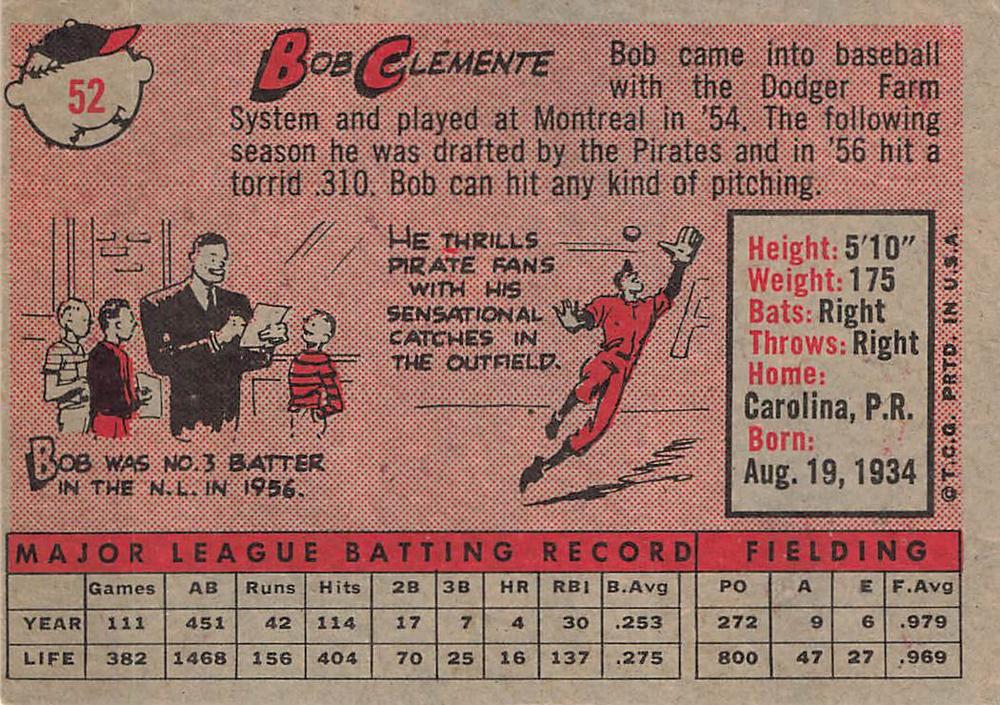 52
BOB CLEMENTE
Bob came into baseball
with the Dodger Farm
System and played at Montreal in '54. The following
season he was drafted by the Pirates and in '56 hit a
torrid .310. Bob can hit any kind of pitching.
BOB WAS NO.3 BATTER
IN THE N.L. IN 1956.
HE THRILLS
PIRATE FANS
WITH HIS
SENSATIONAL
CATCHES IN
THE OUTFIELD.
Height: 5'10"
Weight: 175
Bats: Right
Throws: Right
Home:
Carolina, P.R.
Born:
Aug. 19, 1934
© T.C.G. PRTD. IN U.S.A.
MAJOR LEAGUE BATTING RECORD FIELDING
Games AB Runs Hits 2B 3B HR RBI B.Avg PO A E F.Avg
YEAR 111 451 42 114 17 7 4 30 .253 272 9 6 .979
LIFE 382 1468 156 404 70 25 16 137 .275 800 47 27 .969